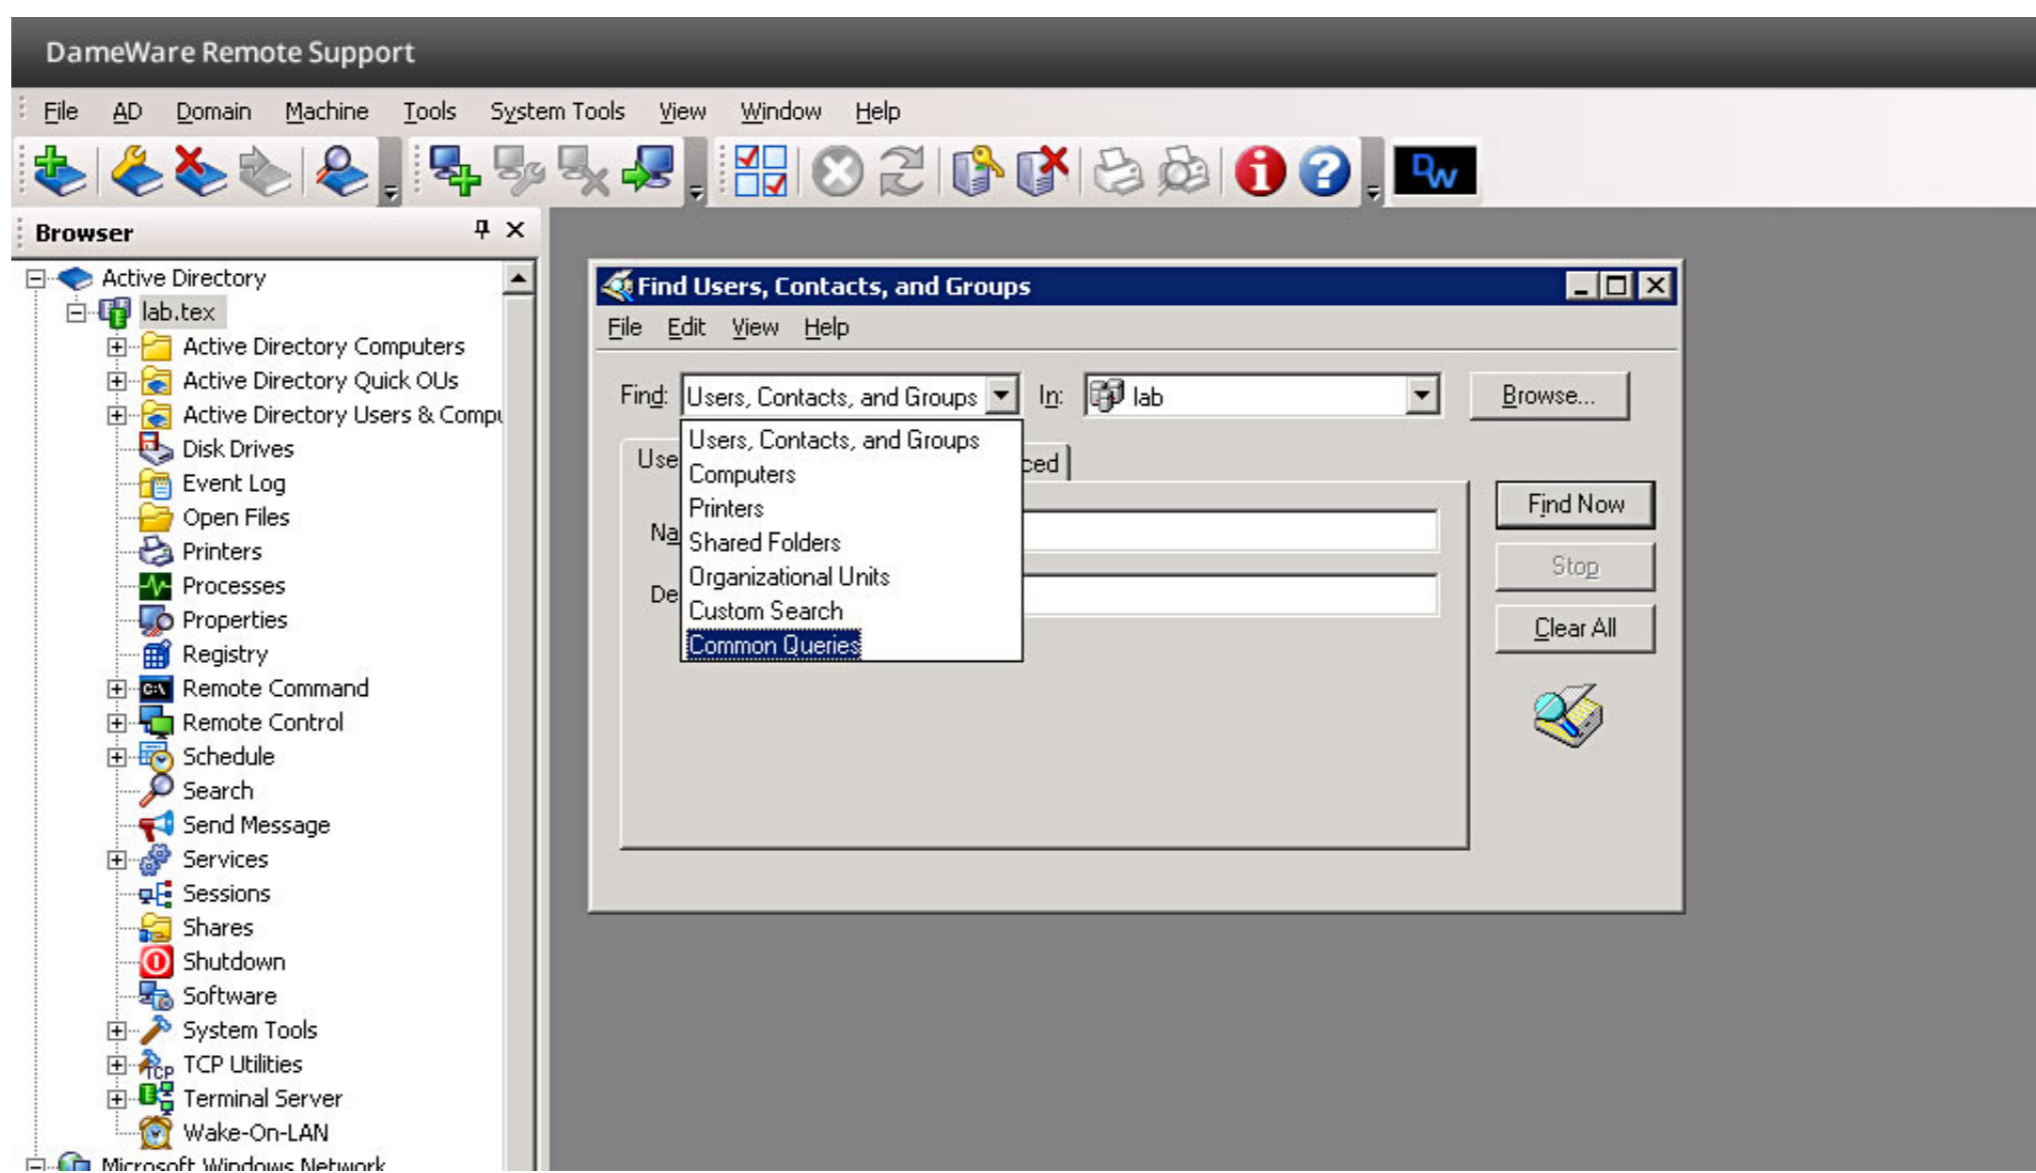 DameWare Remote Support
File AD Domain Machine Tools System Tools View Window Help
DW
Browser
Active Directory
lab.tex
Active Directory Computers
Active Directory Quick OUs
Active Directory Users & Compu
Disk Drives
Event Log
Open Files
Printers
Processes
Properties
Registry
Remote Command
Remote Control
Schedule
Search
Send Message
Services
Sessions
Shares
Shutdown
Software
System Tools
TCP Utilities
Terminal Server
Wake-On-LAN
Microsoft Windows Network
Find Users, Contacts, and Groups
File Edit View Help
Find: Users, Contacts, and Groups In: lab Browse...
Users, Contacts, and Groups
Use
ced
Computers
Printers
Na
Shared Folders
Organizational Units
De
Custom Search
Common Queries
Find Now
Stop
Clear All